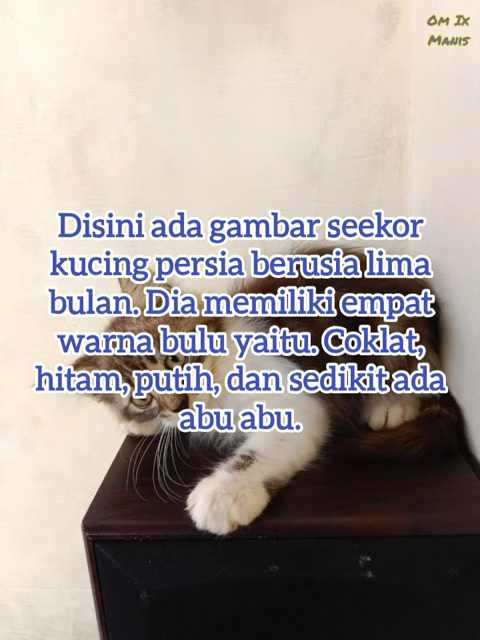 Om Ix
Manis
Disini ada gambar seekor
kucing persia berusia lima
bulan. Dia memiliki empat
warna bulu yaitu. Coklat,
hitam, putih, dan sedikit ada
abu abu.